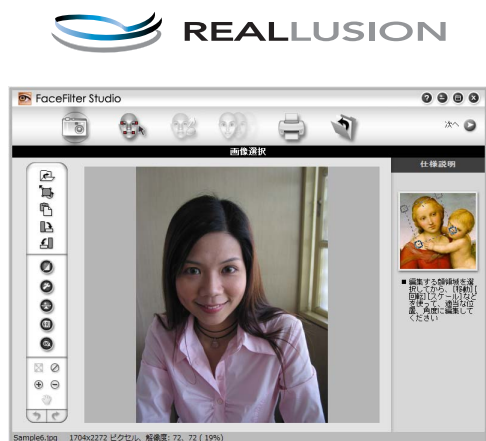 REALLUSION
FaceFilter Studio
次へ
画像選択
仕様説明
■ 編集する顔領域を選
択してから、[移動] [
回転] [スケール] など
を使って、適当な位
置、角度に編集して
ください
Sample6.jpg 1704x2272 ピクセル、解像度: 72、72 ( 19%)